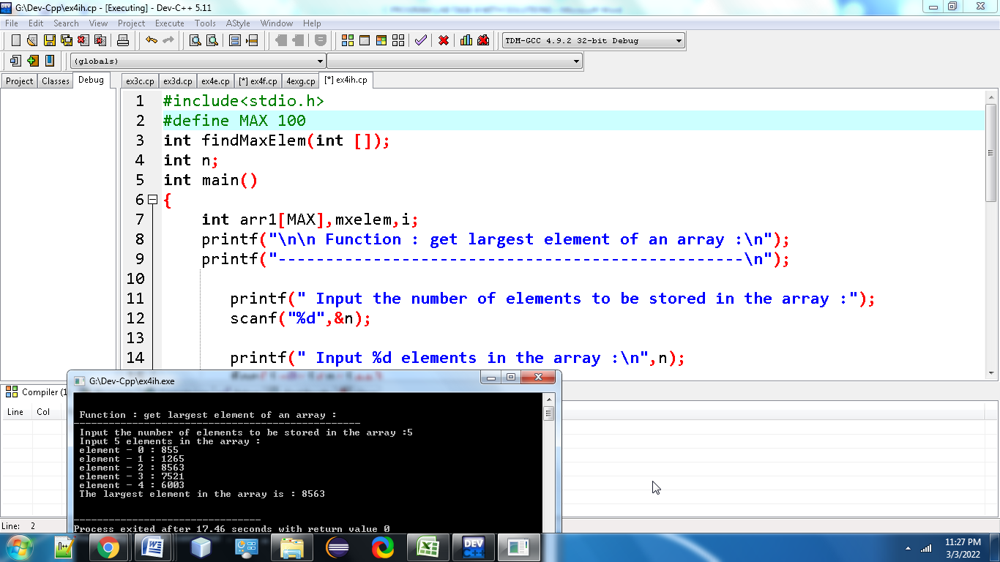 G:\Dev-Cpp\ex4ih.cp - [Executing] - Dev-C++ 5.11
File Edit Search View Project Execute Tools AStyle Window Help
TDM-GCC 4.9.2 32-bit Debug
(globals)
Project Classes Debug ex3c.cp ex3d.cp ex4e.cp [*] ex4f.cp 4exg.cp [*] ex4ih.cp
1 #include<stdio.h>
2 #define MAX 100
3 int findMaxElem(int []);
4 int n;
5 int main()
6 {
7 int arr1[MAX],mxelem,i;
8 printf("\n\n Function : get largest element of an array :\n");
9 printf("-------------------------------------------------\n");
10
11 printf(" Input the number of elements to be stored in the array :");
12 scanf("%d",&n);
13
14 printf(" Input %d elements in the array :\n",n);
Compiler (1
Line Col
G:\Dev-Cpp\ex4ih.exe
Function : get largest element of an array :
-------------------------------------------------
Input the number of elements to be stored in the array :5
Input 5 elements in the array :
element - 0 : 855
element - 1 : 1265
element - 2 : 8563
element - 3 : 7521
element - 4 : 6003
The largest element in the array is : 8563
--------------------------------
Process exited after 17.46 seconds with return value 0
Line: 2
DEV C++
11:27 PM
3/3/2022